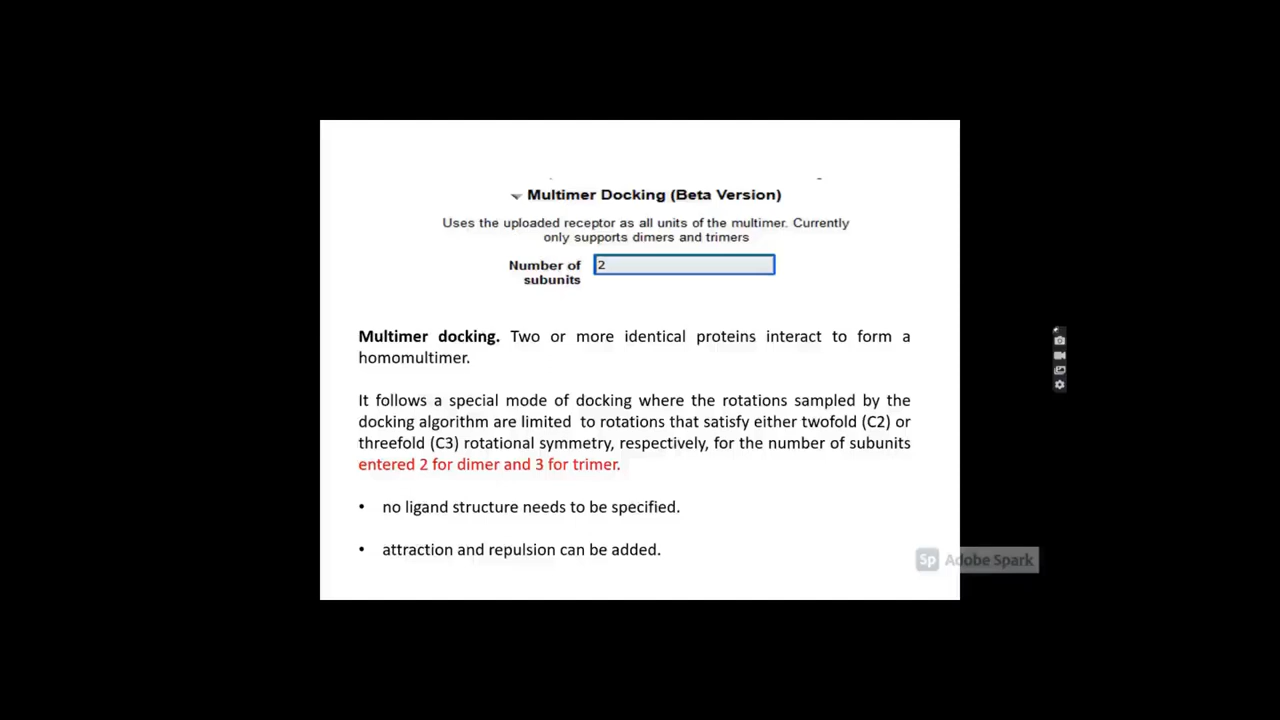 Multimer Docking (Beta Version)
Uses the uploaded receptor as all units of the multimer. Currently
only supports dimers and trimers
Number of
subunits
2
Multimer docking. Two or more identical proteins interact to form a
homomultimer.
It follows a special mode of docking where the rotations sampled by the
docking algorithm are limited to rotations that satisfy either twofold (C2) or
threefold (C3) rotational symmetry, respectively, for the number of subunits
entered 2 for dimer and 3 for trimer.
• no ligand structure needs to be specified.
• attraction and repulsion can be added.
Sp Adobe Spark